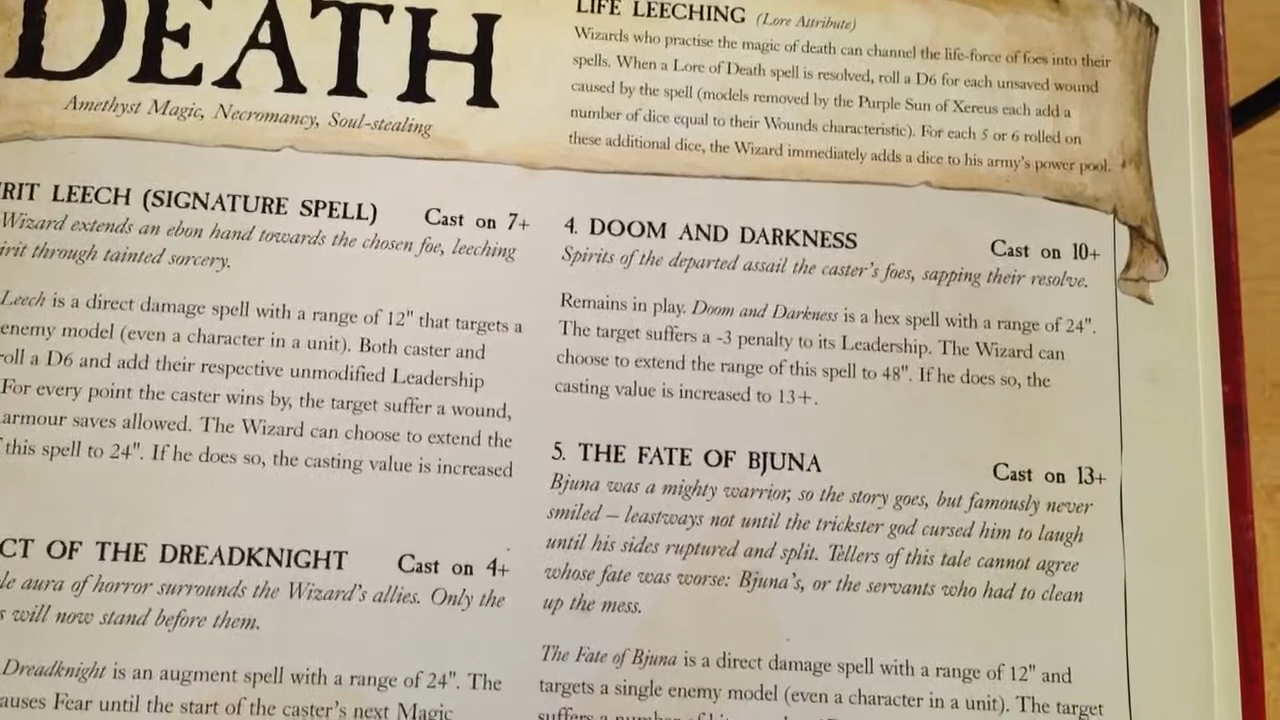 DEATH
Amethyst Magic, Necromancy, Soul-stealing
LIFE LEECHING (Lore Attribute)
Wizards who practise the magic of death can channel the life-force of foes into their
spells. When a Lore of Death spell is resolved, roll a D6 for each unsaved wound
caused by the spell (models removed by the Purple Sun of Xereus each add a
number of dice equal to their Wounds characteristic). For each 5 or 6 rolled on
these additional dice, the Wizard immediately adds a dice to his army's power pool.
RIT LEECH (SIGNATURE SPELL) Cast on 7+
Wizard extends an ebon hand towards the chosen foe, leeching
irit through tainted sorcery.
Leech is a direct damage spell with a range of 12" that targets a
enemy model (even a character in a unit). Both caster and
roll a D6 and add their respective unmodified Leadership
For every point the caster wins by, the target suffer a wound,
armour saves allowed. The Wizard can choose to extend the
this spell to 24". If he does so, the casting value is increased
CT OF THE DREADKNIGHT Cast on 4+
le aura of horror surrounds the Wizard's allies. Only the
s will now stand before them.
Dreadknight is an augment spell with a range of 24". The
auses Fear until the start of the caster's next Magic
4. DOOM AND DARKNESS Cast on 10+
Spirits of the departed assail the caster's foes, sapping their resolve.
Remains in play. Doom and Darkness is a hex spell with a range of 24".
The target suffers a -3 penalty to its Leadership. The Wizard can
choose to extend the range of this spell to 48". If he does so, the
casting value is increased to 13+.
5. THE FATE OF BJUNA Cast on 13+
Bjuna was a mighty warrior, so the story goes, but famously never
smiled – leastways not until the trickster god cursed him to laugh
until his sides ruptured and split. Tellers of this tale cannot agree
whose fate was worse: Bjuna's, or the servants who had to clean
up the mess.
The Fate of Bjuna is a direct damage spell with a range of 12" and
targets a single enemy model (even a character in a unit). The target
suffers a number of hits